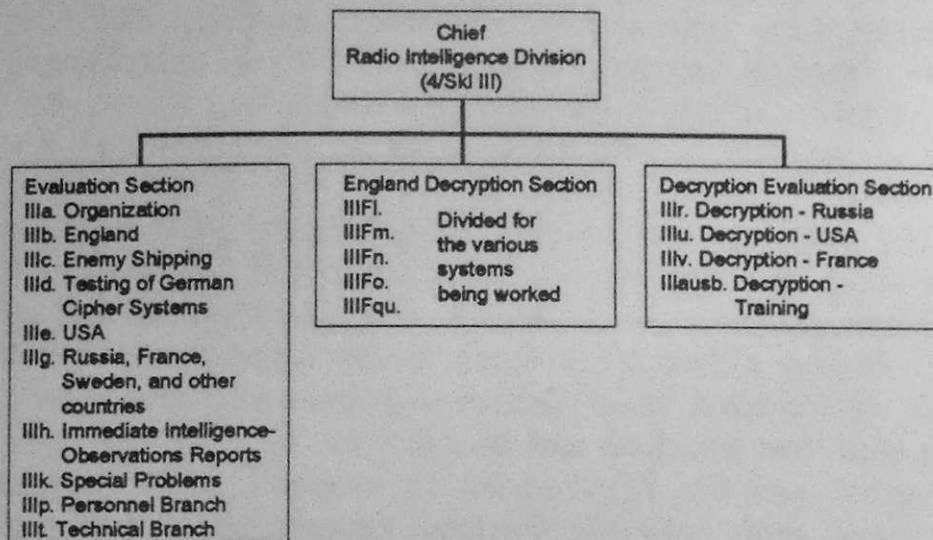 Chief
Radio Intelligence Division
(4/Skl III)
Evaluation Section
IIIa. Organization
IIIb. England
IIIc. Enemy Shipping
IIId. Testing of German
Cipher Systems
IIIe. USA
IIIg. Russia, France,
Sweden, and other
countries
IIIh. Immediate Intelligence-
Observations Reports
IIIk. Special Problems
IIIp. Personnel Branch
IIIt. Technical Branch
England Decryption Section
IIIFl.
IIIFm.
IIIFn.
IIIFo.
IIIFqu.
Divided for
the various
systems
being worked
Decryption Evaluation Section
IIIr. Decryption - Russia
IIIu. Decryption - USA
IIIv. Decryption - France
IIIausb. Decryption -
Training